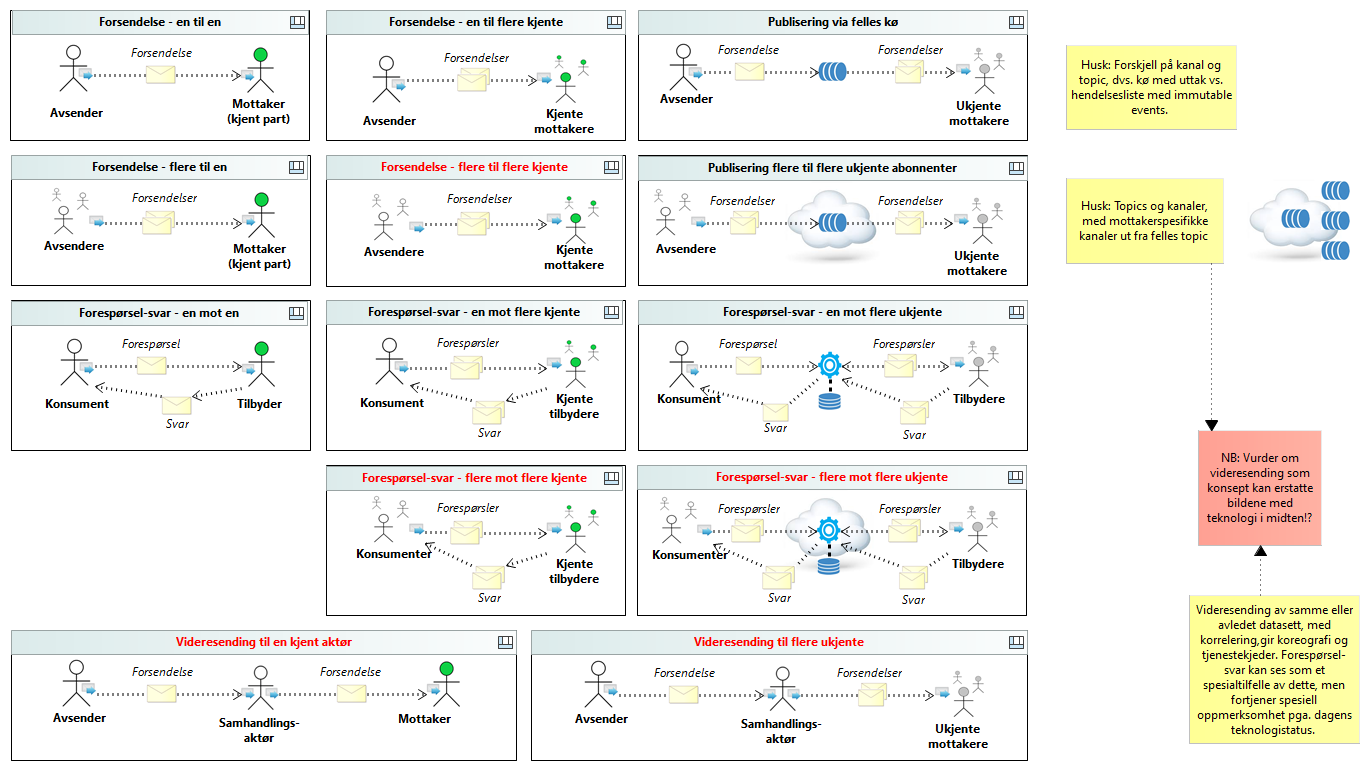 Forsendelse - en til en
Forsendelse
Avsender
Mottaker
(kjent part)
Forsendelse - en til flere kjente
Forsendelser
Avsender
Kjente
mottakere
Publisering via felles kø
Forsendelse
Forsendelser
Avsender
Ukjente
mottakere
Husk: Forskjell på kanal og
topic, dvs. kø med uttak vs.
hendelsesliste med immutable
events.
Forsendelse - flere til en
Forsendelser
Avsendere
Mottaker
(kjent part)
Forsendelse - flere til flere kjente
Forsendelser
Avsendere
Kjente
mottakere
Publisering flere til flere ukjente abonnenter
Forsendelser
Forsendelser
Avsendere
Ukjente
mottakere
Husk: Topics og kanaler,
med mottakerspesifikke
kanaler ut fra felles topic
Forespørsel-svar - en mot en
Forespørsel
Konsument
Tilbyder
Svar
Forespørsel-svar - en mot flere kjente
Forespørsler
Konsument
Kjente
tilbydere
Svar
Forespørsel-svar - en mot flere ukjente
Forespørsel
Forespørsler
Konsument
Tilbydere
Svar
Svar
Forespørsel-svar - flere mot flere kjente
Forespørsler
Konsumenter
Kjente
tilbydere
Svar
Forespørsel-svar - flere mot flere ukjente
Forespørsler
Forespørsler
Konsumenter
Tilbydere
Svar
Svar
NB: Vurder om
videresending som
konsept kan erstatte
bildene med
teknologi i midten!?
Videresending til en kjent aktør
Forsendelse
Forsendelse
Avsender
Samhandlings-
aktør
Mottaker
Videresending til flere ukjente
Forsendelse
Forsendelse
Avsender
Samhandlings-
aktør
Ukjente
mottakere
Videresending av samme eller
avledet datasett, med
korrelering,gir koreografi og
tjenestekjeder. Forespørsel-
svar kan ses som et
spesialtilfelle av dette, men
fortjener spesiell
oppmerksomhet pga. dagens
teknologistatus.